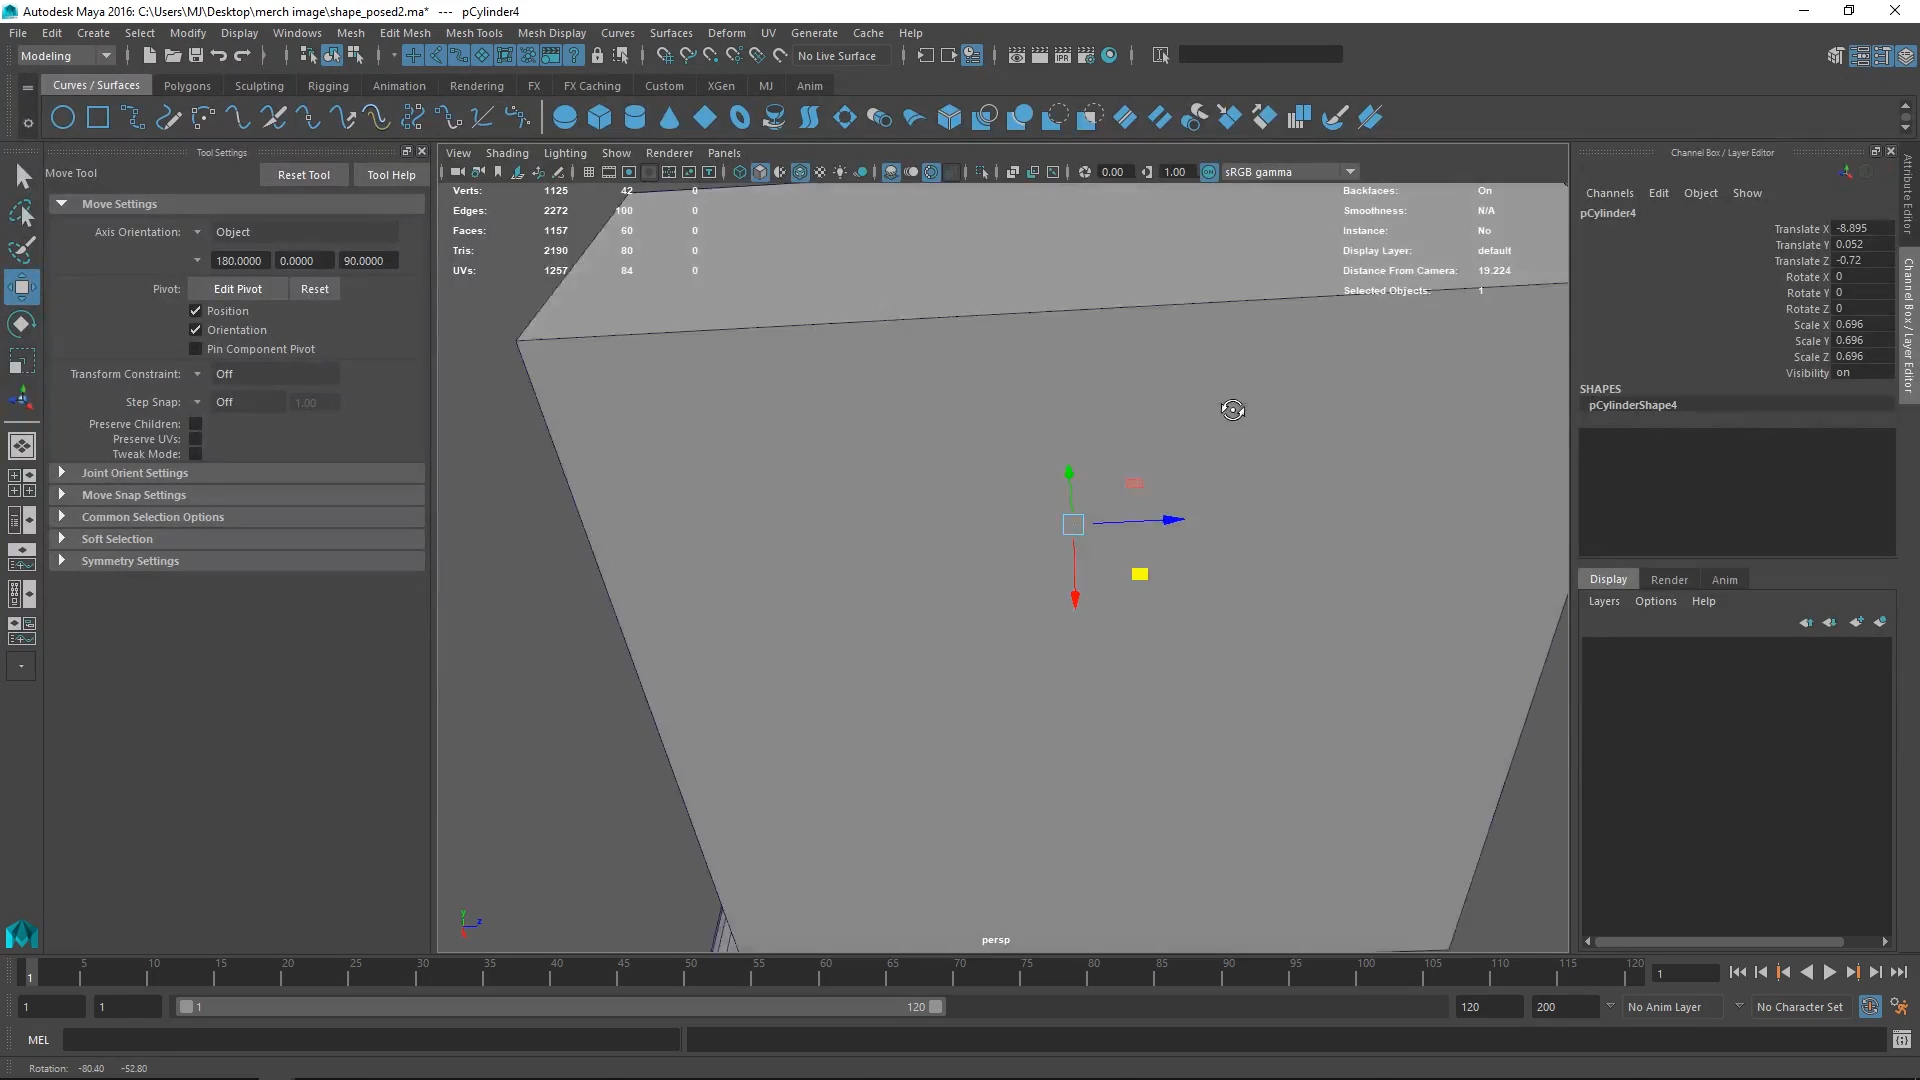 Autodesk Maya 2016: C:\Users\MJ\Desktop\merch image\shape_posed2.ma* --- pCylinder4
File Edit Create Select Modify Display Windows Mesh Edit Mesh Mesh Tools Mesh Display Curves Surfaces Deform UV Generate Cache Help
Modeling
No Live Surface
Curves / Surfaces Polygons Sculpting Rigging Animation Rendering FX FX Caching Custom XGen MJ Anim
Tool Settings
Move Tool Reset Tool Tool Help
Move Settings
Axis Orientation: Object
180.0000 0.0000 90.0000
Pivot: Edit Pivot Reset
Position
Orientation
Pin Component Pivot
Transform Constraint: Off
Step Snap: Off 1.00
Preserve Children:
Preserve UVs:
Tweak Mode:
Joint Orient Settings
Move Snap Settings
Common Selection Options
Soft Selection
Symmetry Settings
View Shading Lighting Show Renderer Panels
IPR
0.00 1.00 sRGB gamma
Verts: 1125 42 0
Edges: 2272 100 0
Faces: 1157 60 0
Tris: 2190 80 0
UVs: 1257 84 0
Backfaces: On
Smoothness: N/A
Instance: No
Display Layer: default
Distance From Camera: 19.224
Selected Objects: 1
y
z
persp
Channel Box / Layer Editor
Channels Edit Object Show
pCylinder4
Translate X -8.895
Translate Y 0.052
Translate Z -0.72
Rotate X 0
Rotate Y 0
Rotate Z 0
Scale X 0.696
Scale Y 0.696
Scale Z 0.696
Visibility on
SHAPES
pCylinderShape4
Display Render Anim
Layers Options Help
Attribute Editor
Channel Box / Layer Editor
1 5 10 15 20 25 30 35 40 45 50 55 60 65 70 75 80 85 90 95 100 105 110 115 120 1
1 1 1 120 120 200 No Anim Layer No Character Set
MEL
Rotation: -80.40 -52.80